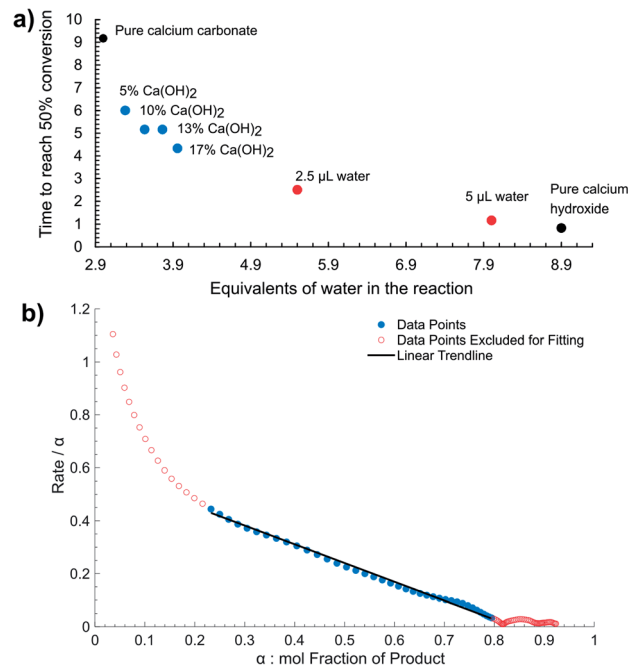 a)
Time to reach 50% conversion
10
9
8
7
6
5
4
3
2
1
0
Pure calcium carbonate
5% Ca(OH)2
10% Ca(OH)2
13% Ca(OH)2
17% Ca(OH)2
2.5 µL water
5 µL water
Pure calcium
hydroxide
2.9 3.9 4.9 5.9 6.9 7.9 8.9
Equivalents of water in the reaction
b)
Rate / α
1.2
1
0.8
0.6
0.4
0.2
0
Data Points
Data Points Excluded for Fitting
Linear Trendline
0 0.1 0.2 0.3 0.4 0.5 0.6 0.7 0.8 0.9 1
α : mol Fraction of Product